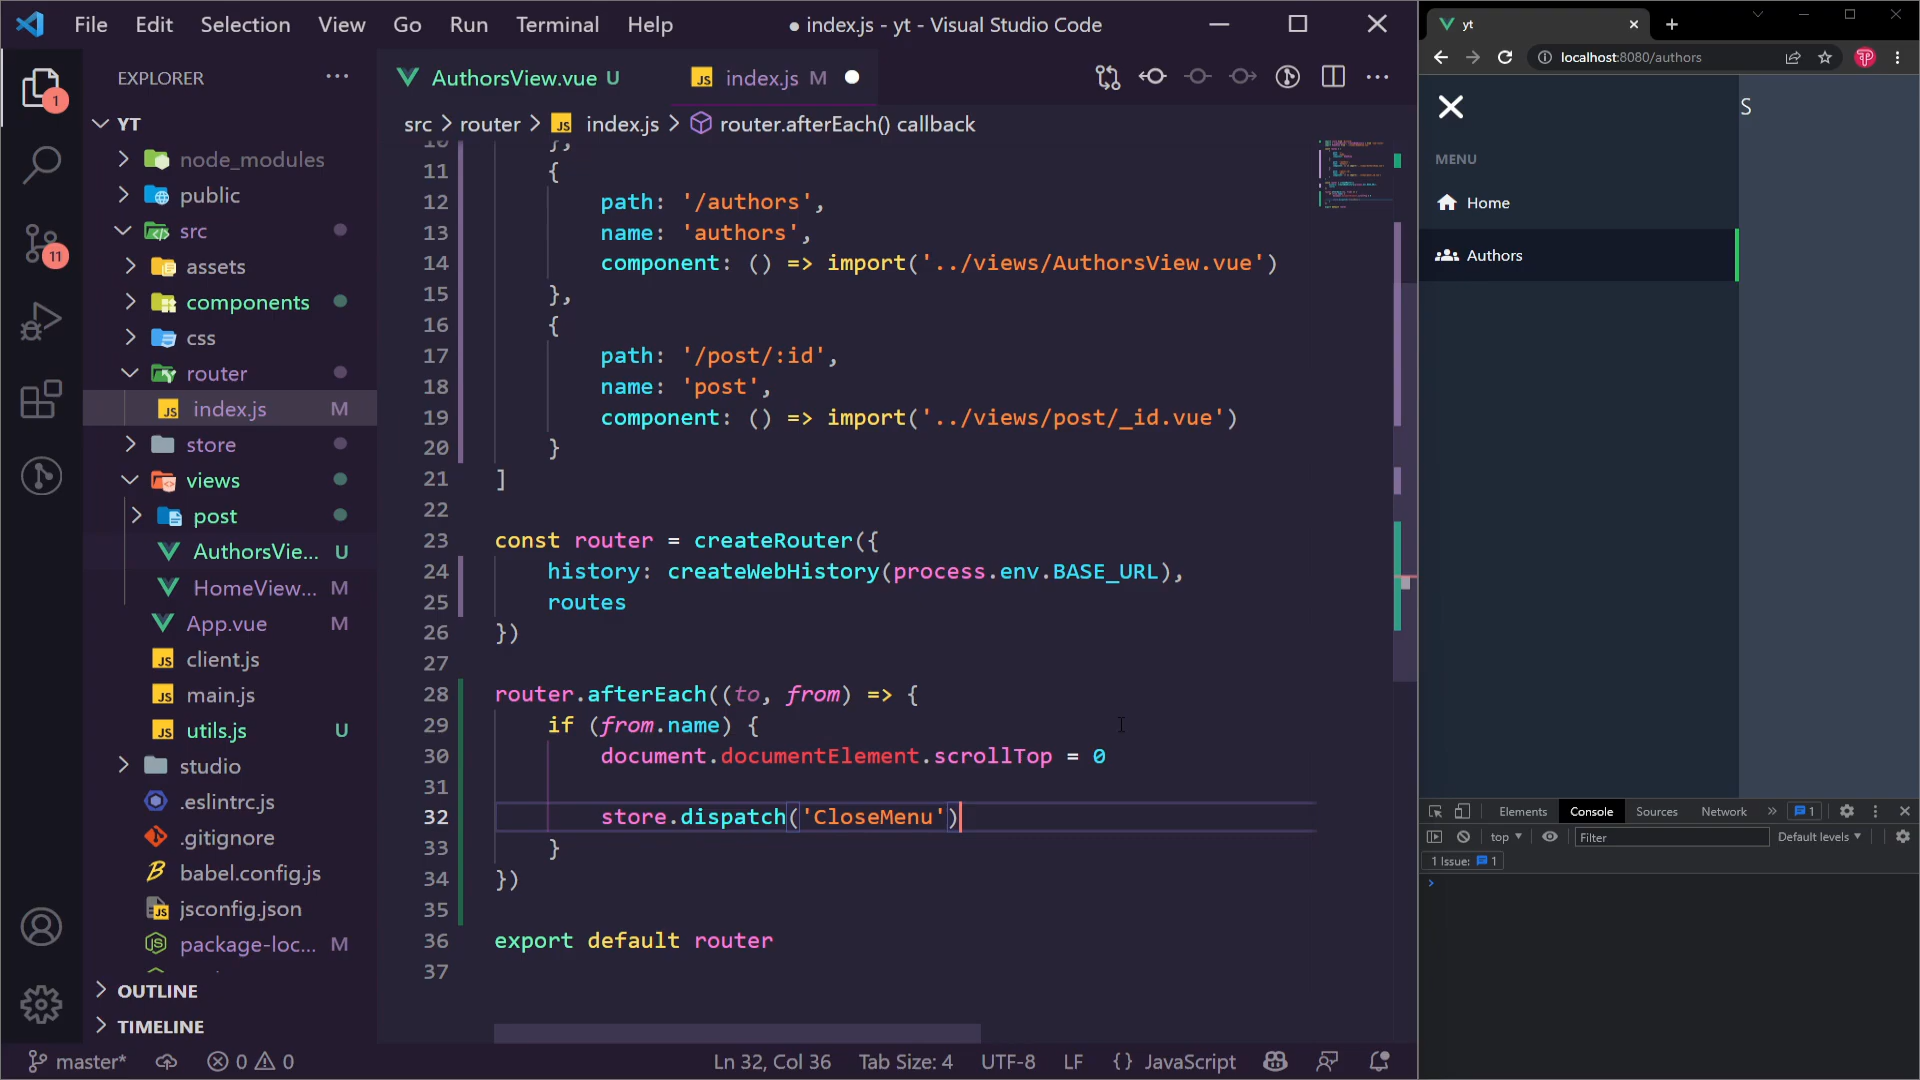 File Edit Selection View Go Run Terminal Help
● index.js - yt - Visual Studio Code
EXPLORER
YT
node_modules
public
src
assets
components
css
router
index.js M
store
views
post
AuthorsVie... U
HomeView... M
App.vue M
client.js
main.js
utils.js U
studio
.eslintrc.js
.gitignore
babel.config.js
jsconfig.json
package-loc... M
OUTLINE
TIMELINE
1
11
AuthorsView.vue U
JS index.js M
src > router > JS index.js > router.afterEach() callback
10 },
11 {
12 path: '/authors',
13 name: 'authors',
14 component: () => import('../views/AuthorsView.vue')
15 },
16 {
17 path: '/post/:id',
18 name: 'post',
19 component: () => import('../views/post/_id.vue')
20 }
21 ]
22
23 const router = createRouter({
24 history: createWebHistory(process.env.BASE_URL),
25 routes
26 })
27
28 router.afterEach((to, from) => {
29 if (from.name) {
30 document.documentElement.scrollTop = 0
31
32 store.dispatch('CloseMenu')
33 }
34 })
35
36 export default router
37
master* 0 0 Ln 32, Col 36 Tab Size: 4 UTF-8 LF {} JavaScript
yt
localhost:8080/authors
S
MENU
Home
Authors
Elements Console Sources Network » 1
top Filter Default levels
1 Issue: 1